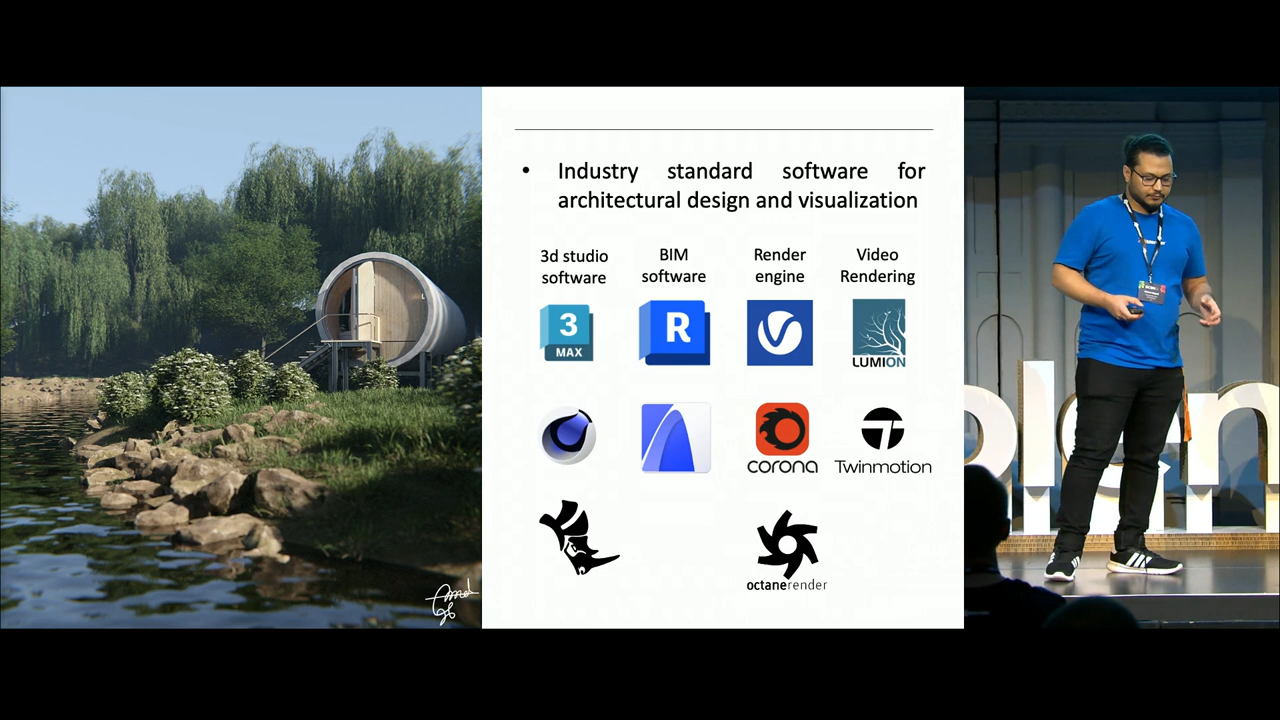 • Industry standard software for
architectural design and visualization
3d studio
software
BIM
software
Render
engine
Video
Rendering
3
MAX
R
LUMION
corona
Twinmotion
octanerender